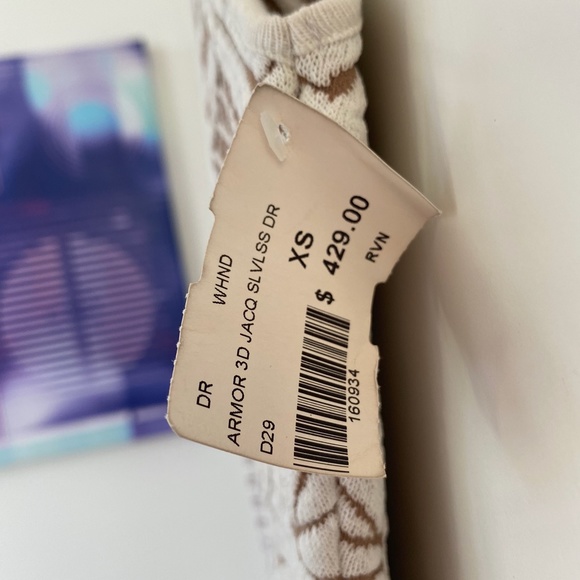 DR WHND
ARMOR 3D JACQ SLVLSS DR
D29
XS
$ 429.00
160934
RVN